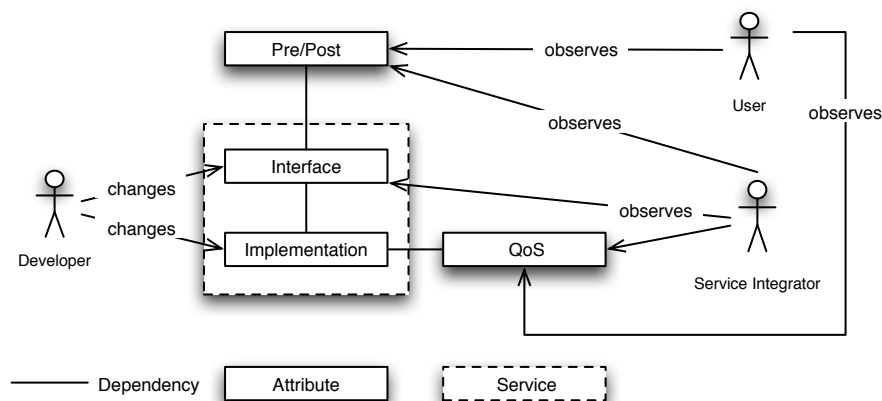 Pre/Post
observes
User
observes
observes
Interface
changes
observes
changes
Implementation
QoS
Developer
Service Integrator
Dependency
Attribute
Service